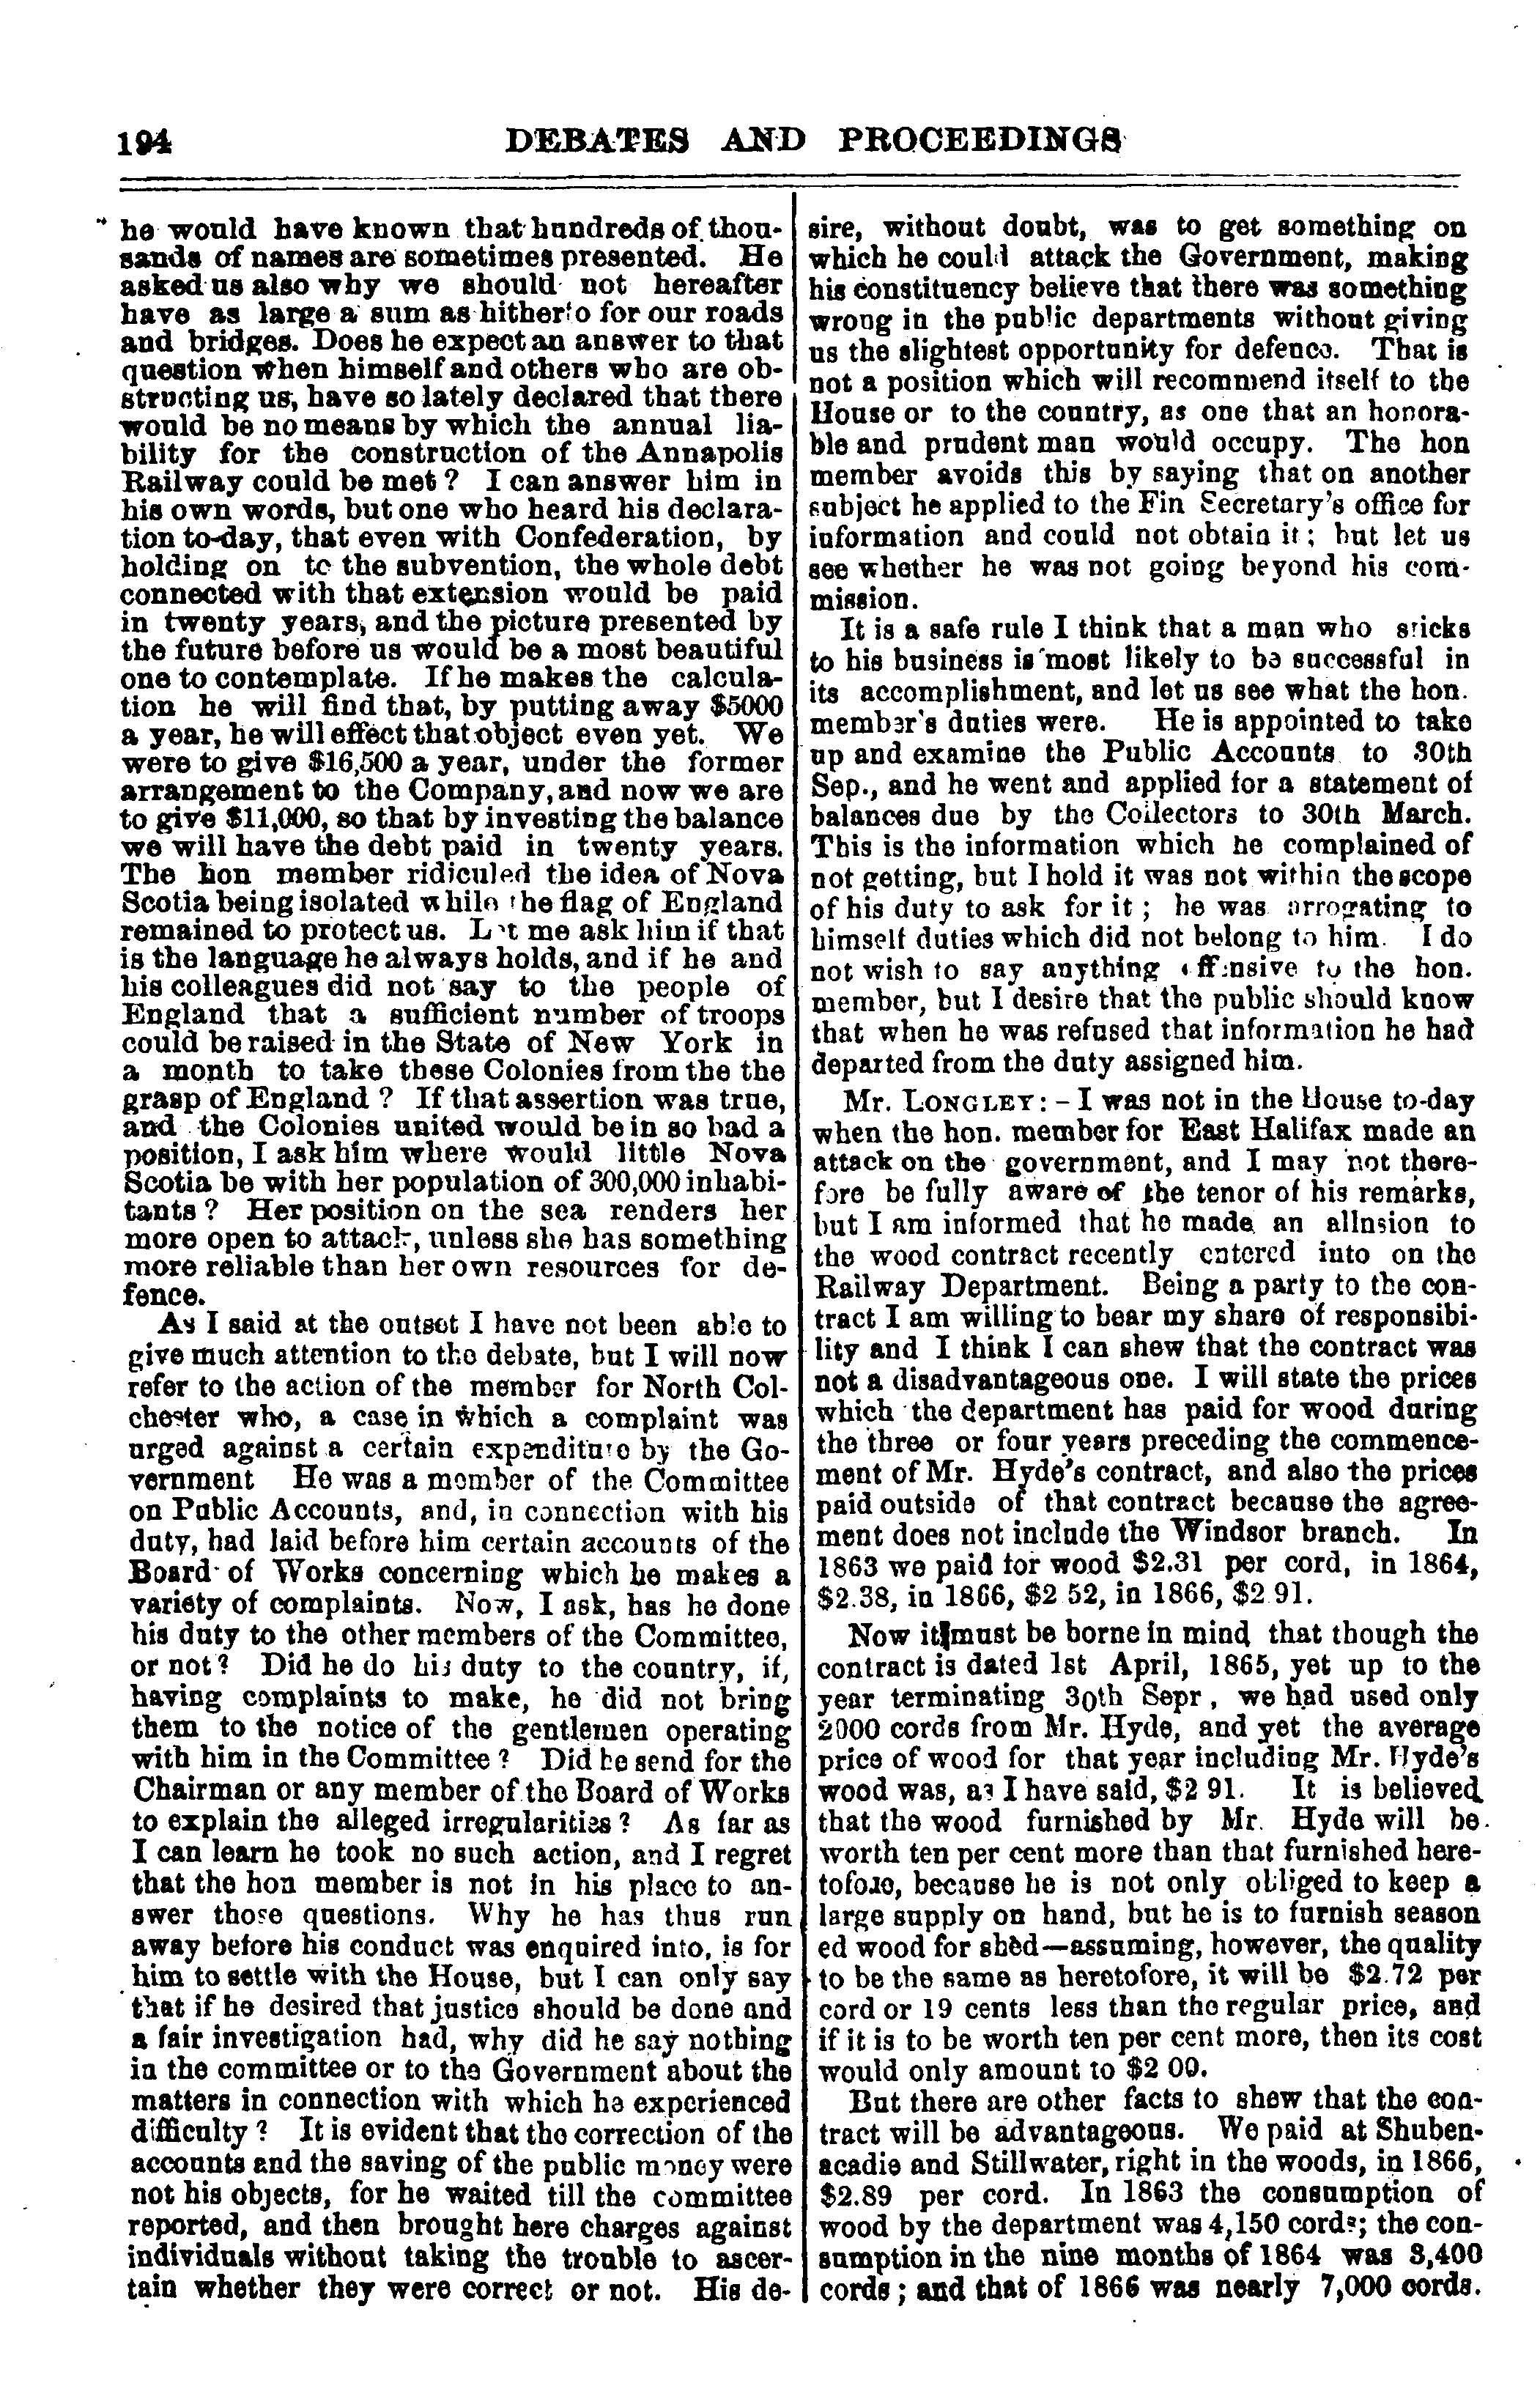 194 DEBATES AND PROCEEDINGS
he would have known that hundreds of thou-
sands of names are sometimes presented. He
asked us also why we should not hereafter
have as large a sum as hitherto for our roads
and bridges. Does he expect an answer to that
question when himself and others who are ob-
structing us, have so lately declared that there
would be no means by which the annual lia-
bility for the construction of the Annapolis
Railway could be met? I can answer him in
his own words, but one who heard his declara-
tion to-day, that even with Confederation, by
holding on to the subvention, the whole debt
connected with that extension would be paid
in twenty years, and the picture presented by
the future before us would be a most beautiful
one to contemplate. If he makes the calcula-
tion he will find that, by putting away $5000
a year, he will effect that object even yet. We
were to give $16,500 a year, under the former
arrangement to the Company, and now we are
to give $11,000, so that by investing the balance
we will have the debt paid in twenty years.
The hon member ridiculed the idea of Nova
Scotia being isolated while the flag of England
remained to protect us. Let me ask him if that
is the language he always holds, and if he and
his colleagues did not say to the people of
England that a sufficient number of troops
could be raised in the State of New York in
a month to take these Colonies from the the
grasp of England? If that assertion was true,
and the Colonies united would be in so bad a
position, I ask him where would little Nova
Scotia be with her population of 300,000 inhabi-
tants? Her position on the sea renders her
more open to attack, unless she has something
more reliable than her own resources for de-
fence.
As I said at the outset I have not been able to
give much attention to the debate, but I will now
refer to the action of the member for North Col-
chester who, a case in which a complaint was
urged against a certain expenditure by the Go-
vernment He was a member of the Committee
on Public Accounts, and, in connection with his
duty, had laid before him certain accounts of the
Board of Works concerning which he makes a
variety of complaints. Now, I ask, has he done
his duty to the other members of the Committee,
or not? Did he do his duty to the country, if,
having complaints to make, he did not bring
them to the notice of the gentlemen operating
with him in the Committee? Did he send for the
Chairman or any member of the Board of Works
to explain the alleged irregularities? As far as
I can learn he took no such action, and I regret
that the hon member is not in his place to an-
swer those questions. Why he has thus run
away before his conduct was enquired into, is for
him to settle with the House, but I can only say
that if he desired that justice should be done and
a fair investigation had, why did he say nothing
in the committee or to the Government about the
matters in connection with which he experienced
difficulty? It is evident that the correction of the
accounts and the saving of the public money were
not his objects, for he waited till the committee
reported, and then brought here charges against
individuals without taking the trouble to ascer-
tain whether they were correct or not. His de-
sire, without doubt, was to get something on
which he could attack the Government, making
his constituency believe that there was something
wrong in the public departments without giving
us the slightest opportunity for defence. That is
not a position which will recommend itself to the
House or to the country, as one that an honora-
ble and prudent man would occupy. The hon
member avoids this by saying that on another
subject he applied to the Fin Secretary's office for
information and could not obtain it; but let us
see whether he was not going beyond his com-
mission.
It is a safe rule I think that a man who sticks
to his business is most likely to be successful in
its accomplishment, and let us see what the hon.
member's duties were. He is appointed to take
up and examine the Public Accounts to 30th
Sep., and he went and applied for a statement of
balances due by the Collectors to 30th March.
This is the information which he complained of
not getting, but I hold it was not within the scope
of his duty to ask for it; he was arrogating to
himself duties which did not belong to him. I do
not wish to say anything offensive to the hon.
member, but I desire that the public should know
that when he was refused that information he had
departed from the duty assigned him.
Mr. LONGLEY:-I was not in the House to-day
when the hon. member for East Halifax made an
attack on the government, and I may not there-
fore be fully aware of the tenor of his remarks,
but I am informed that he made an allusion to
the wood contract recently entered into on the
Railway Department. Being a party to the con-
tract I am willing to bear my share of responsibi-
lity and I think I can shew that the contract was
not a disadvantageous one. I will state the prices
which the department has paid for wood during
the three or four years preceding the commence-
ment of Mr. Hyde's contract, and also the prices
paid outside of that contract because the agree-
ment does not include the Windsor branch. In
1863 we paid for wood $2.31 per cord, in 1864,
$2.38, in 1866, $2 52, in 1866, $2 91.
Now it must be borne in mind that though the
contract is dated 1st April, 1865, yet up to the
year terminating 30th Sepr, we had used only
2000 cords from Mr. Hyde, and yet the average
price of wood for that year including Mr. Hyde's
wood was, as I have said, $2 91. It is believed
that the wood furnished by Mr. Hyde will be
worth ten per cent more than that furnished here-
tofore, because he is not only obliged to keep a
large supply on hand, but he is to furnish season
ed wood for shed—assuming, however, the quality
to be the same as heretofore, it will be $2.72 per
cord or 19 cents less than the regular price, and
if it is to be worth ten per cent more, then its cost
would only amount to $2 00.
But there are other facts to shew that the con-
tract will be advantageous. We paid at Shuben-
acadie and Stillwater, right in the woods, in 1866,
$2.89 per cord. In 1863 the consumption of
wood by the department was 4,150 cords; the con-
sumption in the nine months of 1864 was 3,400
cords; and that of 1866 was nearly 7,000 cords.